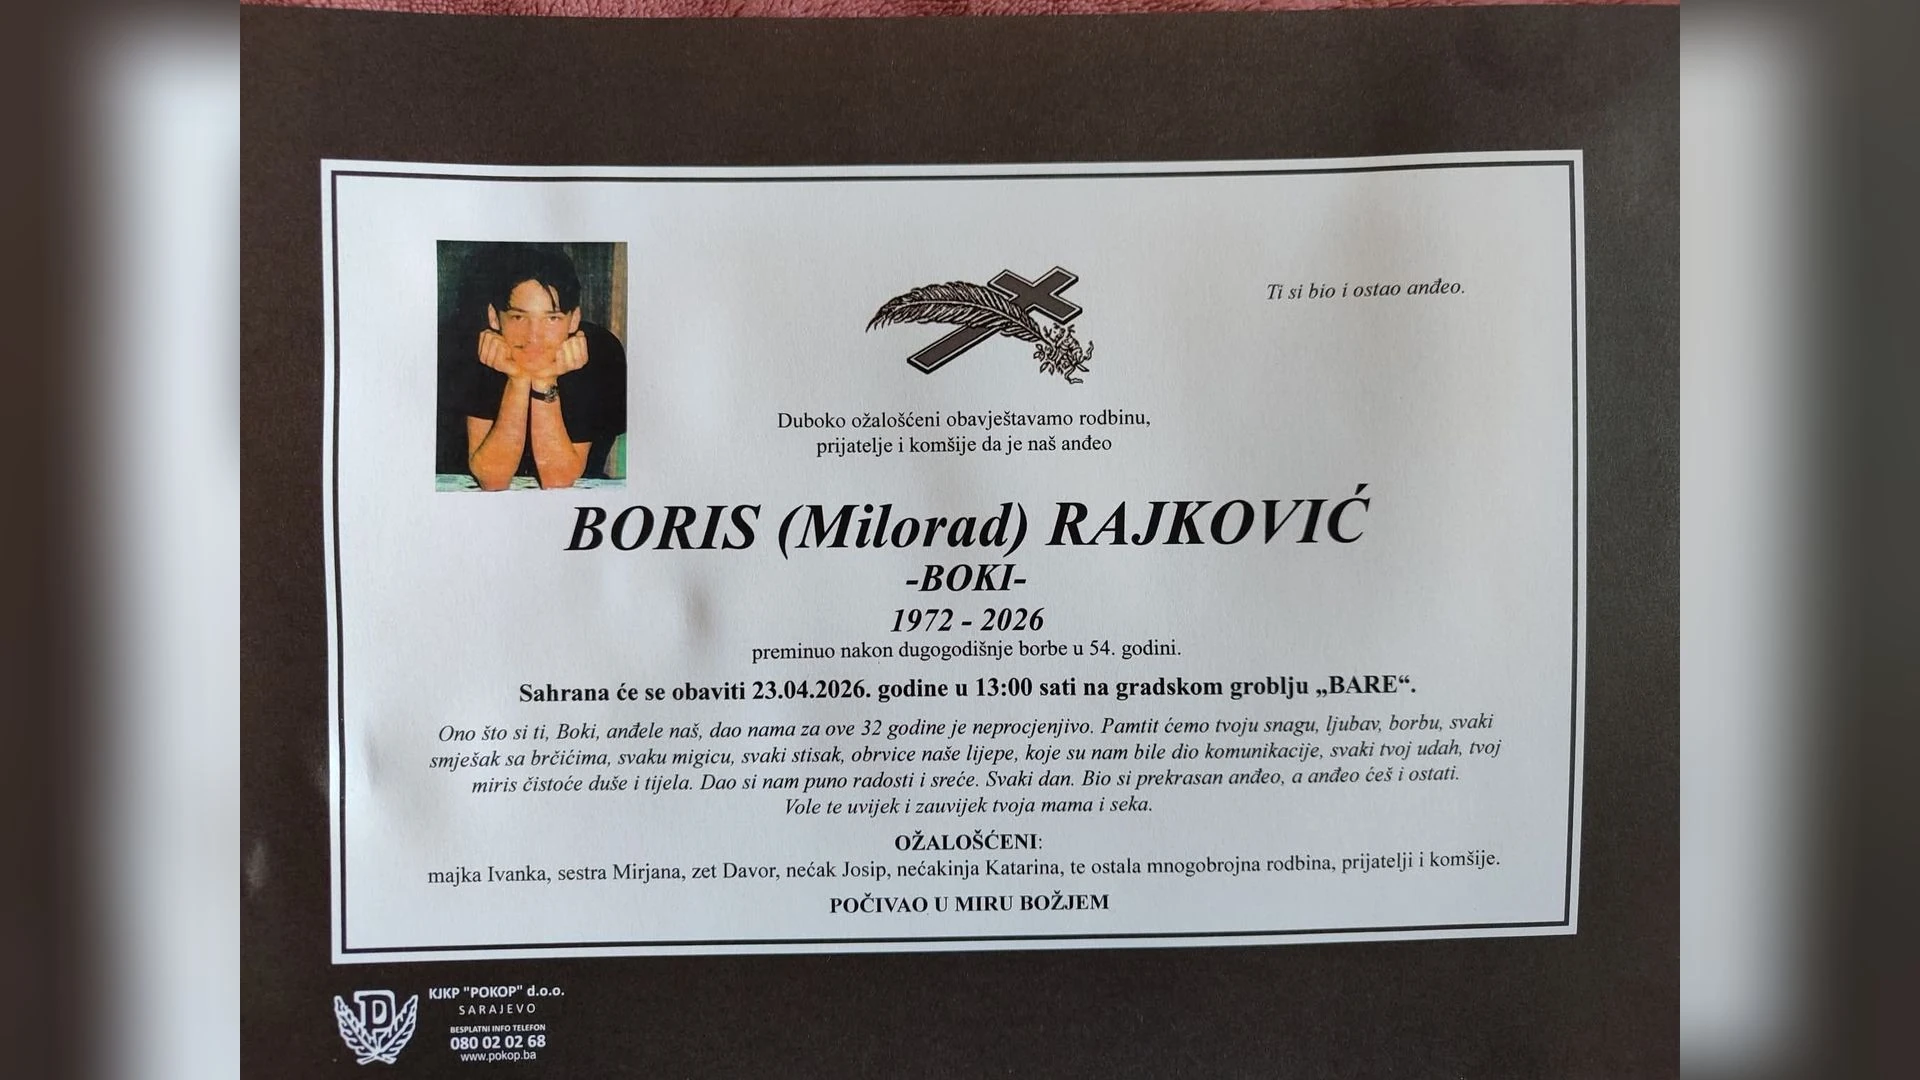 Ti si bio i ostao anđeo.
Duboko ožalošćeni obavještavamo rodbinu,
prijatelje i komšije da je naš anđeo
BORIS (Milorad) RAJKOVIĆ
-BOKI-
1972 - 2026
preminuo nakon dugogodišnje borbe u 54. godini.
Sahrana će se obaviti 23.04.2026. godine u 13:00 sati na gradskom groblju „BARE“.
Ono što si ti, Boki, anđele naš, dao nama za ove 32 godine je neprocjenjivo. Pamtit ćemo tvoju snagu, ljubav, borbu, svaki
smješak sa brčićima, svaku migicu, svaki stisak, obrvice naše lijepe, koje su nam bile dio komunikacije, svaki tvoj udah, tvoj
miris čistoće duše i tijela. Dao si nam puno radosti i sreće. Svaki dan. Bio si prekrasan anđeo, a anđeo ćeš i ostati.
Vole te uvijek i zauvijek tvoja mama i seka.
OŽALOŠĆENI:
majka Ivanka, sestra Mirjana, zet Davor, nećak Josip, nećakinja Katarina, te ostala mnogobrojna rodbina, prijatelji i komšije.
POČIVAO U MIRU BOŽJEM
P
KJKP "POKOP" d.o.o.
SARAJEVO
BESPLATNI INFO TELEFON
080 02 02 68
www.pokop.ba